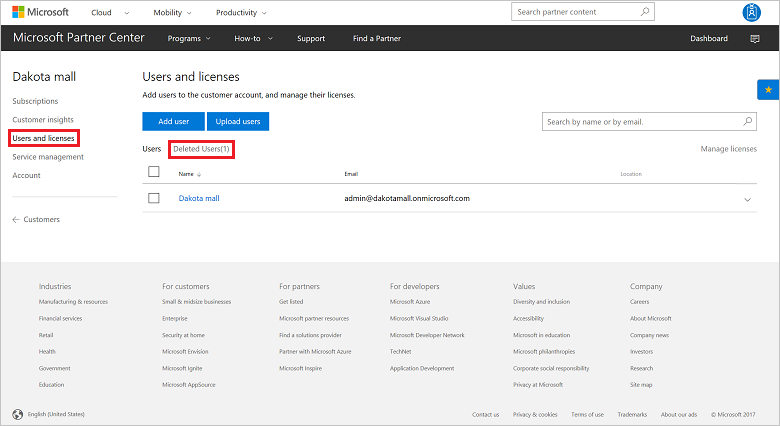 Microsoft Cloud Mobility Productivity Search partner content
Microsoft Partner Center Programs How-to Support Find a Partner Dashboard
Dakota mall
Subscriptions
Customer insights
Users and licenses
Service management
Account
Customers
Users and licenses
Add users to the customer account, and manage their licenses.
Add user Upload users Search by name or by email.
Users Deleted Users(1) Manage licenses
Name Email Location
Dakota mall admin@dakotamall.onmicrosoft.com
Industries
Manufacturing & resources
Financial services
Retail
Health
Government
Education
For customers
Small & midsize businesses
Enterprise
Security at home
Microsoft Envision
Microsoft Ignite
Microsoft AppSource
For partners
Get listed
Microsoft partner resources
Find a solutions provider
Partner with Microsoft Azure
Microsoft Inspire
For developers
Microsoft Azure
Microsoft Visual Studio
Microsoft Developer Network
TechNet
Application Development
Values
Diversity and inclusion
Accessibility
Microsoft in education
Microsoft philanthropies
Corporate social responsibility
Privacy at Microsoft
Company
Careers
About Microsoft
Company news
Investors
Research
Site map
English (United States) Contact us Privacy & cookies Terms of use Trademarks About our ads © Microsoft 2017